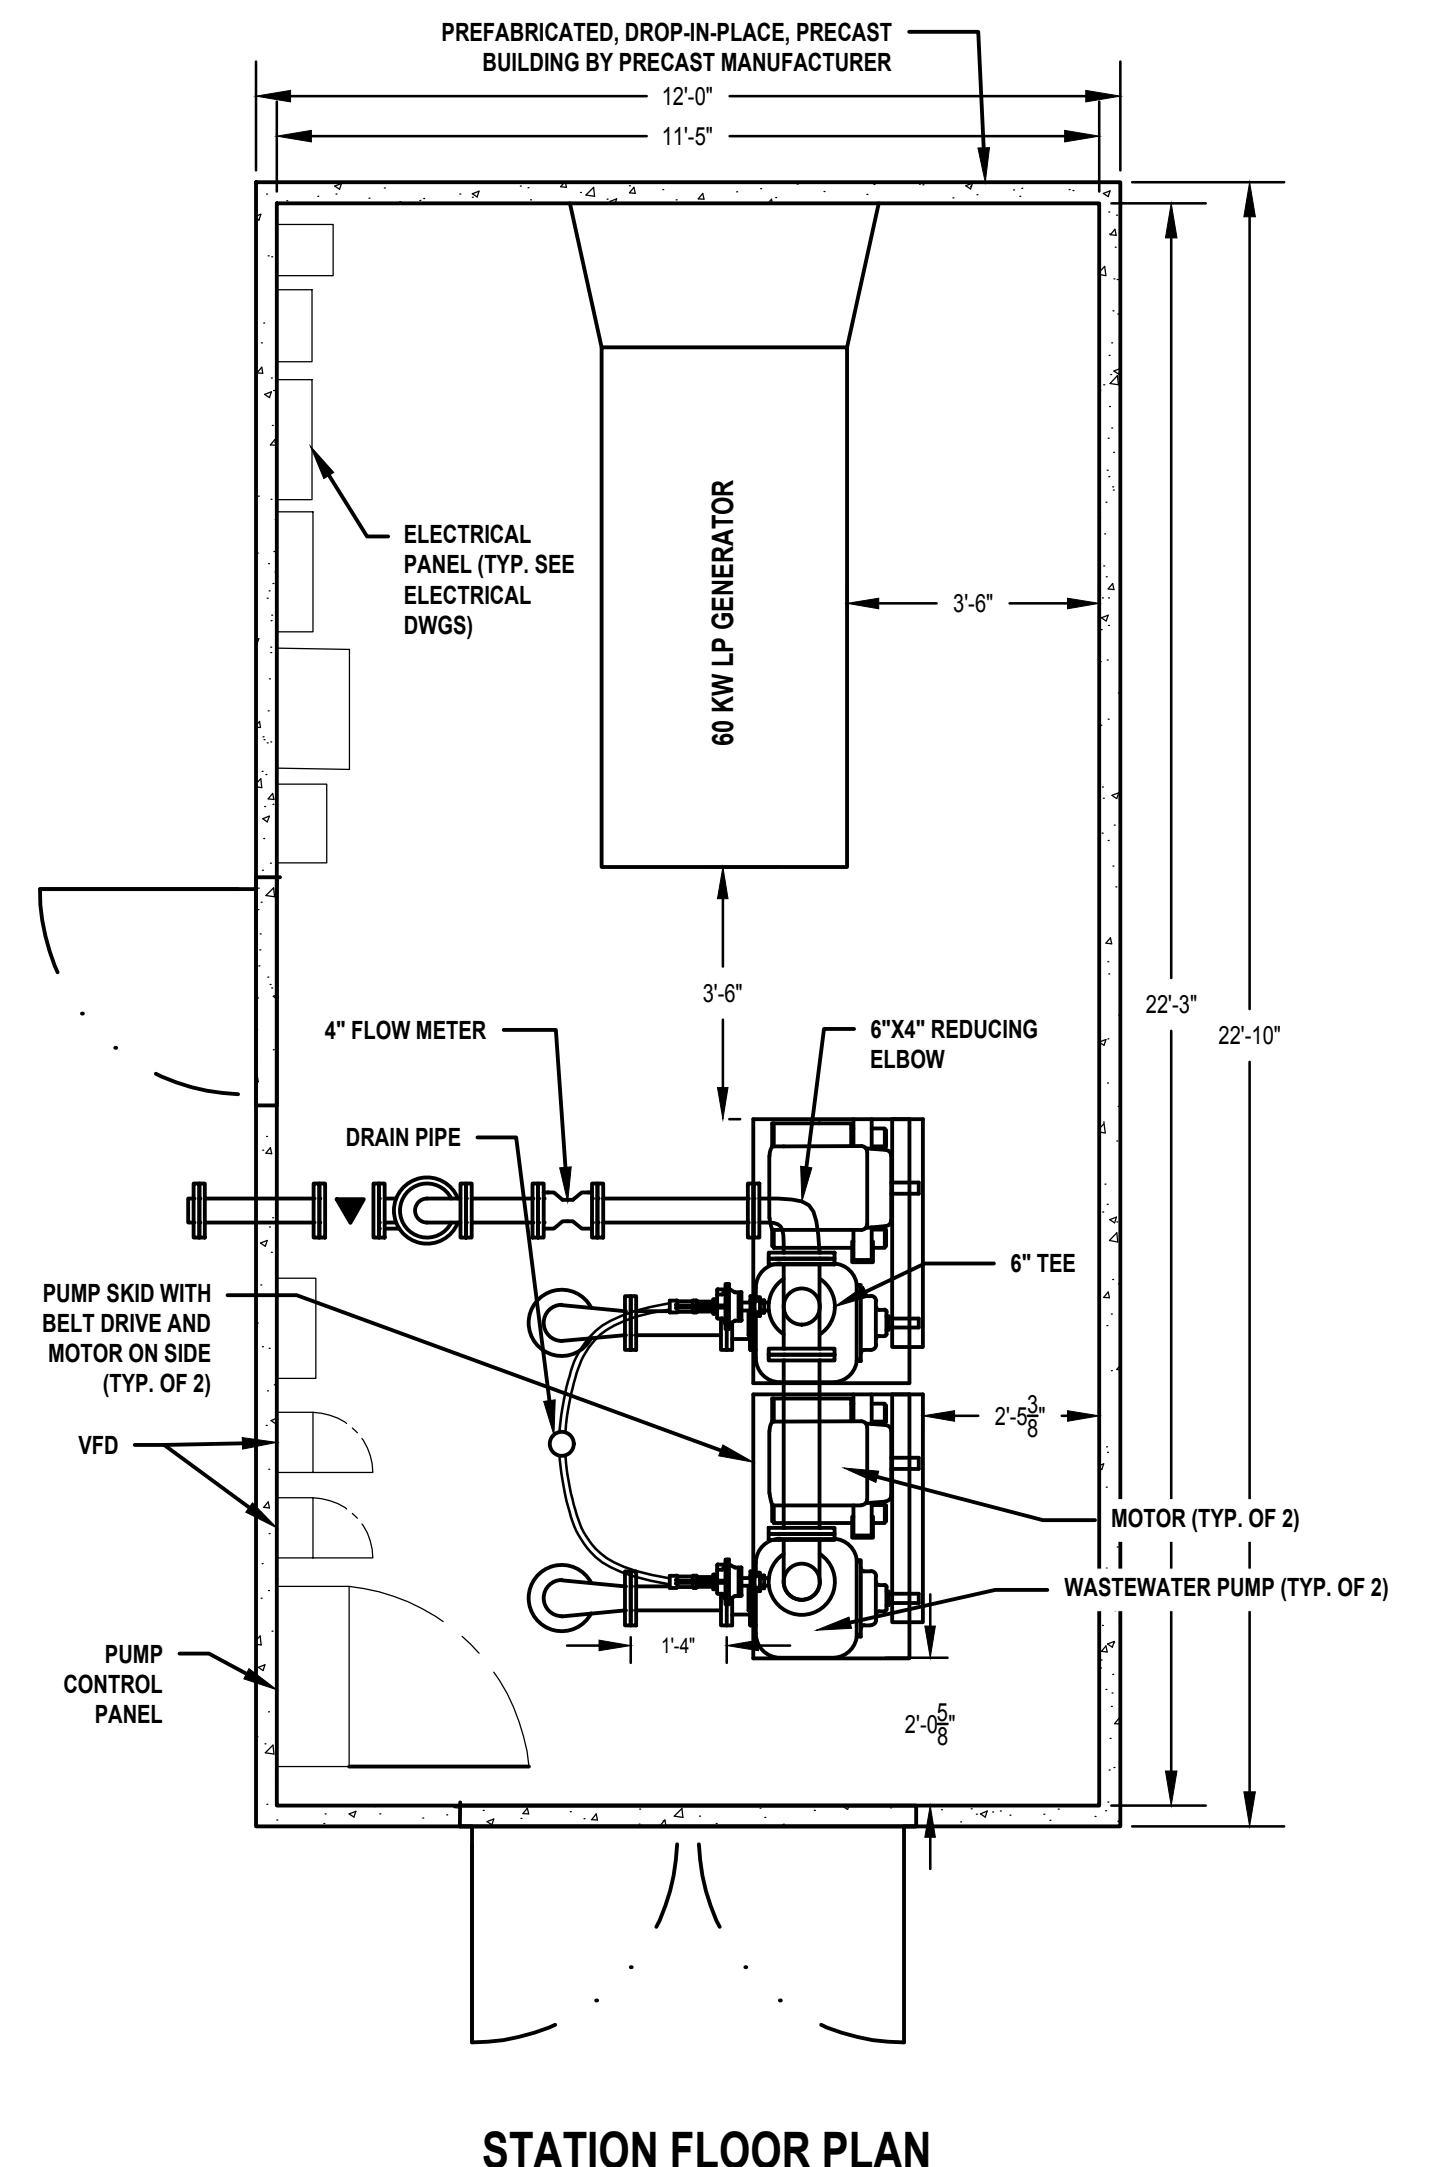 PREFABRICATED, DROP-IN-PLACE, PRECAST
BUILDING BY PRECAST MANUFACTURER
12'-0"
11'-5"
ELECTRICAL
PANEL (TYP. SEE
ELECTRICAL
DWGS)
60 KW LP GENERATOR
3'-6"
3'-6"
22'-3"
22'-10"
4" FLOW METER
6"X4" REDUCING
ELBOW
DRAIN PIPE
6" TEE
PUMP SKID WITH
BELT DRIVE AND
MOTOR ON SIDE
(TYP. OF 2)
2'-5 3/8"
VFD
MOTOR (TYP. OF 2)
WASTEWATER PUMP (TYP. OF 2)
1'-4"
PUMP
CONTROL
PANEL
2'-0 5/8"
STATION FLOOR PLAN